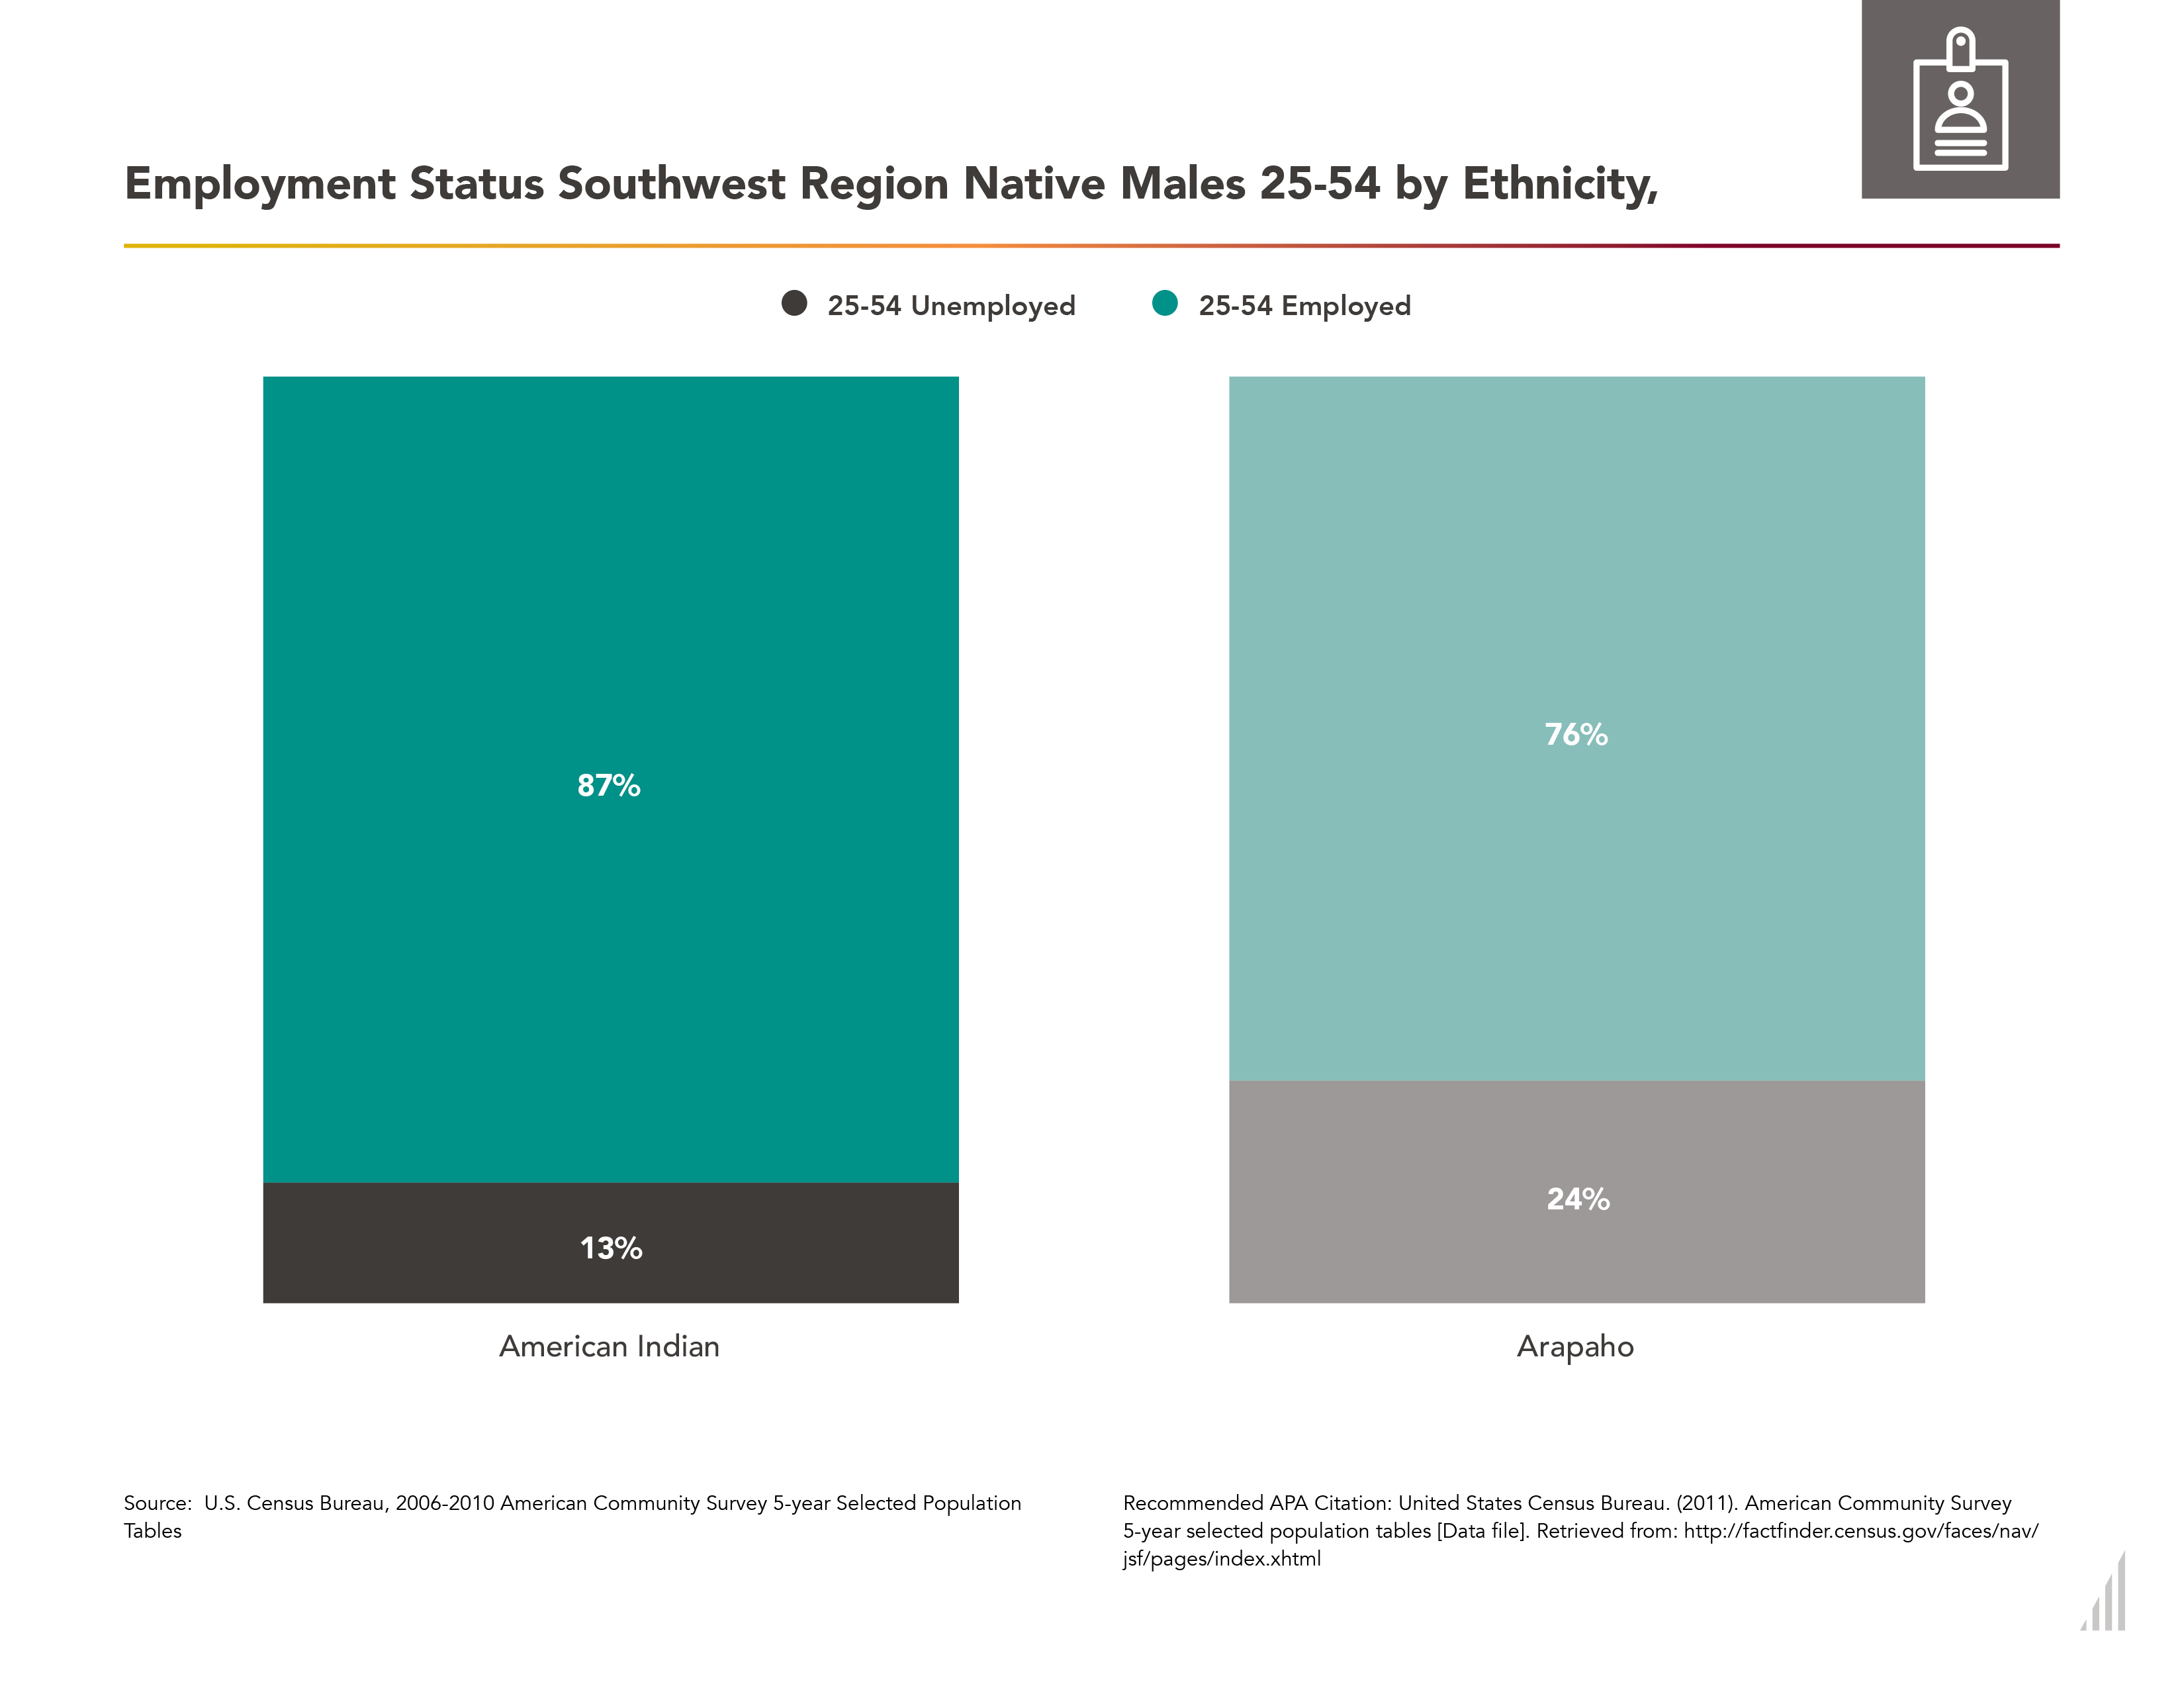 Employment Status Southwest Region Native Males 25-54 by Ethnicity,
25-54 Unemployed
25-54 Employed
87%
13%
76%
24%
American Indian
Arapaho
Source:  U.S. Census Bureau, 2006-2010 American Community Survey 5-year Selected Population
Tables
Recommended APA Citation: United States Census Bureau. (2011). American Community Survey
5-year selected population tables [Data file]. Retrieved from: http://factfinder.census.gov/faces/nav/
jsf/pages/index.xhtml